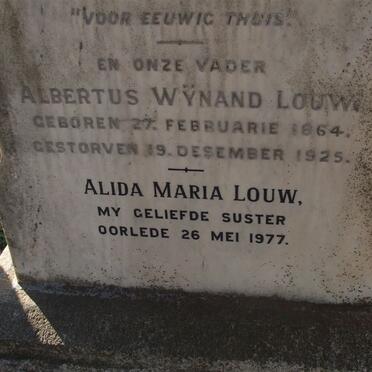 "VOOR EEUWIG THUIS."
EN ONZE VADER
ALBERTUS WŸNAND LOUW.
GEBOREN 27. FEBRUARIE 1864.
GESTORVEN 19. DESEMBER 1925.
ALIDA MARIA LOUW,
MY GELIEFDE SUSTER
OORLEDE 26 MEI 1977.